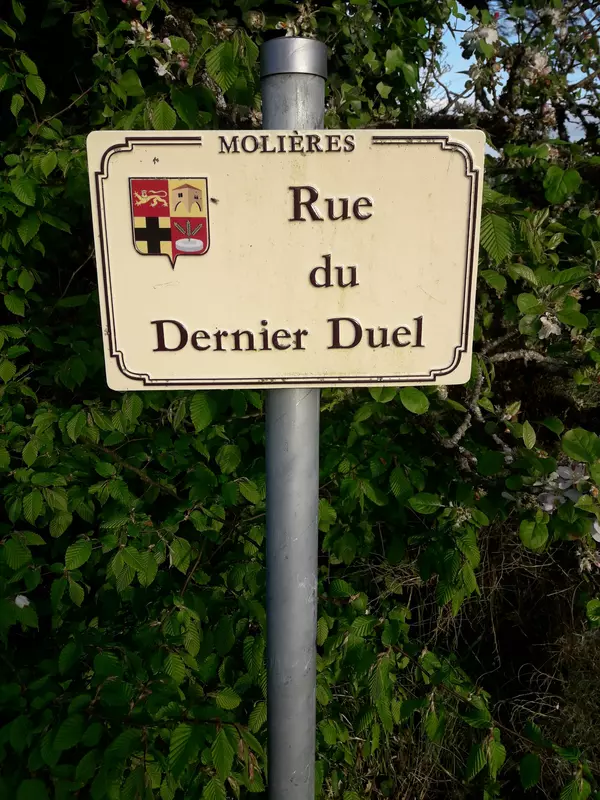 MOLIÈRES
Rue
du
Dernier Duel